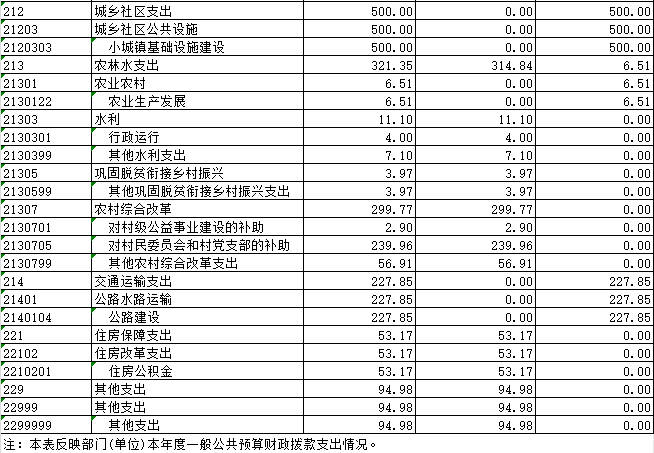 212 城乡社区支出 500.00 0.00 500.00
21203 城乡社区公共设施 500.00 0.00 500.00
2120303 小城镇基础设施建设 500.00 0.00 500.00
213 农林水支出 321.35 314.84 6.51
21301 农业农村 6.51 0.00 6.51
2130122 农业生产发展 6.51 0.00 6.51
21303 水利 11.10 11.10 0.00
2130301 行政运行 4.00 4.00 0.00
2130399 其他水利支出 7.10 7.10 0.00
21305 巩固脱贫衔接乡村振兴 3.97 3.97 0.00
2130599 其他巩固脱贫衔接乡村振兴支出 3.97 3.97 0.00
21307 农村综合改革 299.77 299.77 0.00
2130701 对村级公益事业建设的补助 2.90 2.90 0.00
2130705 对村民委员会和村党支部的补助 239.96 239.96 0.00
2130799 其他农村综合改革支出 56.91 56.91 0.00
214 交通运输支出 227.85 0.00 227.85
21401 公路水路运输 227.85 0.00 227.85
2140104 公路建设 227.85 0.00 227.85
221 住房保障支出 53.17 53.17 0.00
22102 住房改革支出 53.17 53.17 0.00
2210201 住房公积金 53.17 53.17 0.00
229 其他支出 94.98 94.98 0.00
22999 其他支出 94.98 94.98 0.00
2299999 其他支出 94.98 94.98 0.00
注：本表反映部门(单位)本年度一般公共预算财政拨款支出情况。